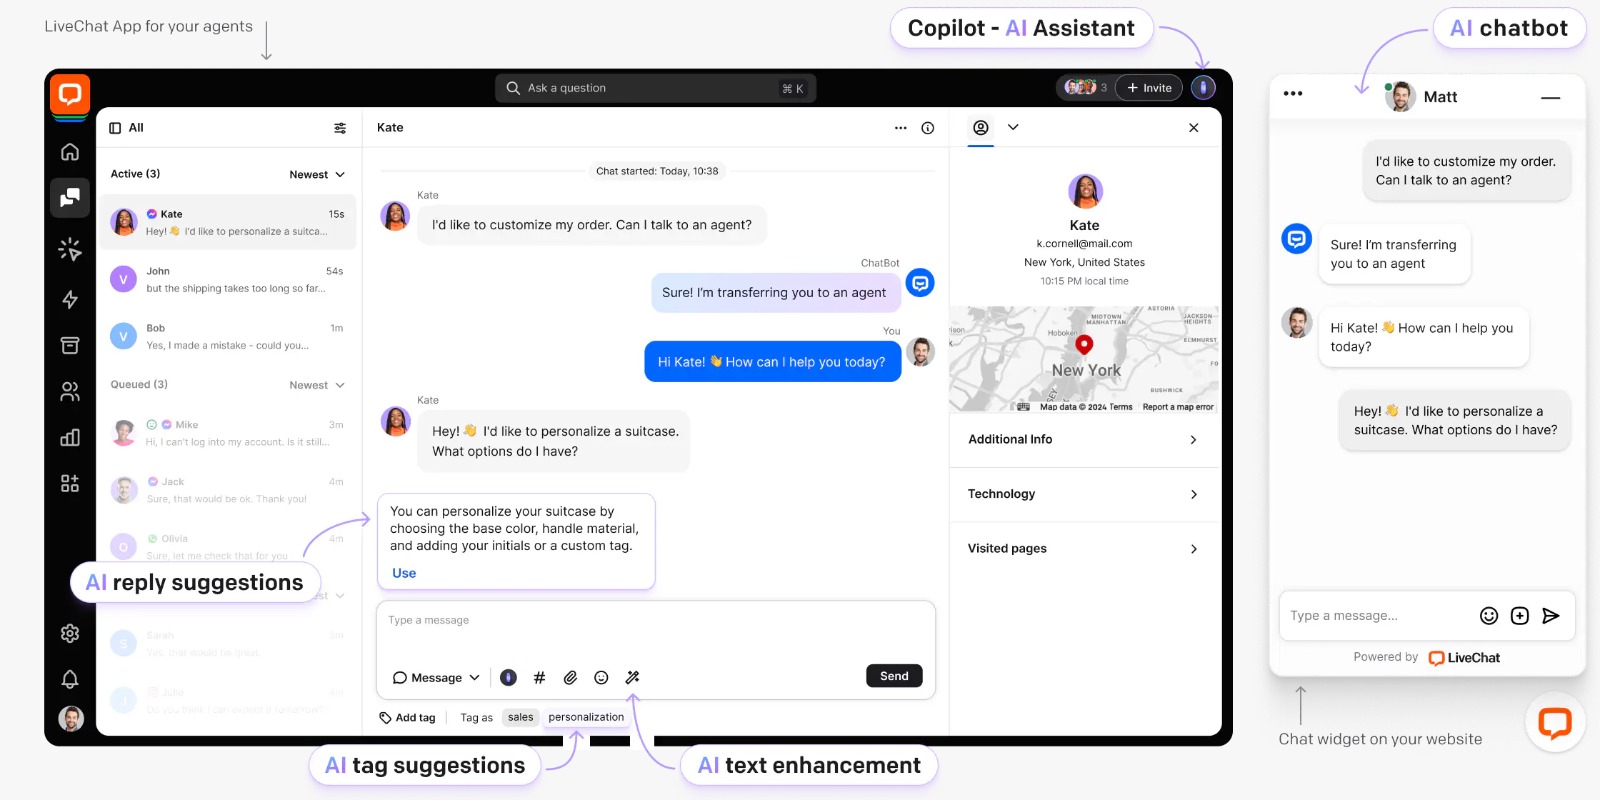 LiveChat App for your agents
Copilot - AI Assistant
AI chatbot
Ask a question
⌘ K
3
+ Invite
All
Active (3)
Newest
Kate
15s
Hey! 👋 I'd like to personalize a suitca...
V
John
54s
but the shipping takes too long so far...
V
Bob
1m
Yes, I made a mistake - could you...
Queued (3)
Newest
Mike
3m
Hi, I can't log into my account. Is it still...
Jack
4m
Sure, that would be ok. Thank you!
O
Olivia
4m
Sure, let me check that for you
AI reply suggestions
S
Sarah
3m
Yes, that would be great.
J
Julie
4m
Do you think I can expect it tomorrow?
Kate
Chat started: Today, 10:38
Kate
I'd like to customize my order. Can I talk to an agent?
ChatBot
Sure! I'm transferring you to an agent
You
Hi Kate! 👋 How can I help you today?
Kate
Hey! 👋 I'd like to personalize a suitcase.
What options do I have?
You can personalize your suitcase by
choosing the base color, handle material,
and adding your initials or a custom tag.
Use
Type a message
Message
#
Send
Add tag
Tag as
sales
personalization
AI tag suggestions
AI text enhancement
Kate
k.cornell@mail.com
New York, United States
10:15 PM local time
MIDTOWN
MANHATTAN
ASTORIA
JACKSON
HEIGHTS
Hoboken
ELMHURST
New York
BUSHWICK
Map data © 2024 Terms
Report a map error
Additional Info
Technology
Visited pages
Matt
I'd like to customize my order.
Can I talk to an agent?
Sure! I'm transferring
you to an agent
Hi Kate! 👋 How can I help you
today?
Hey! 👋 I'd like to personalize a
suitcase. What options do I have?
Type a message...
Powered by LiveChat
Chat widget on your website